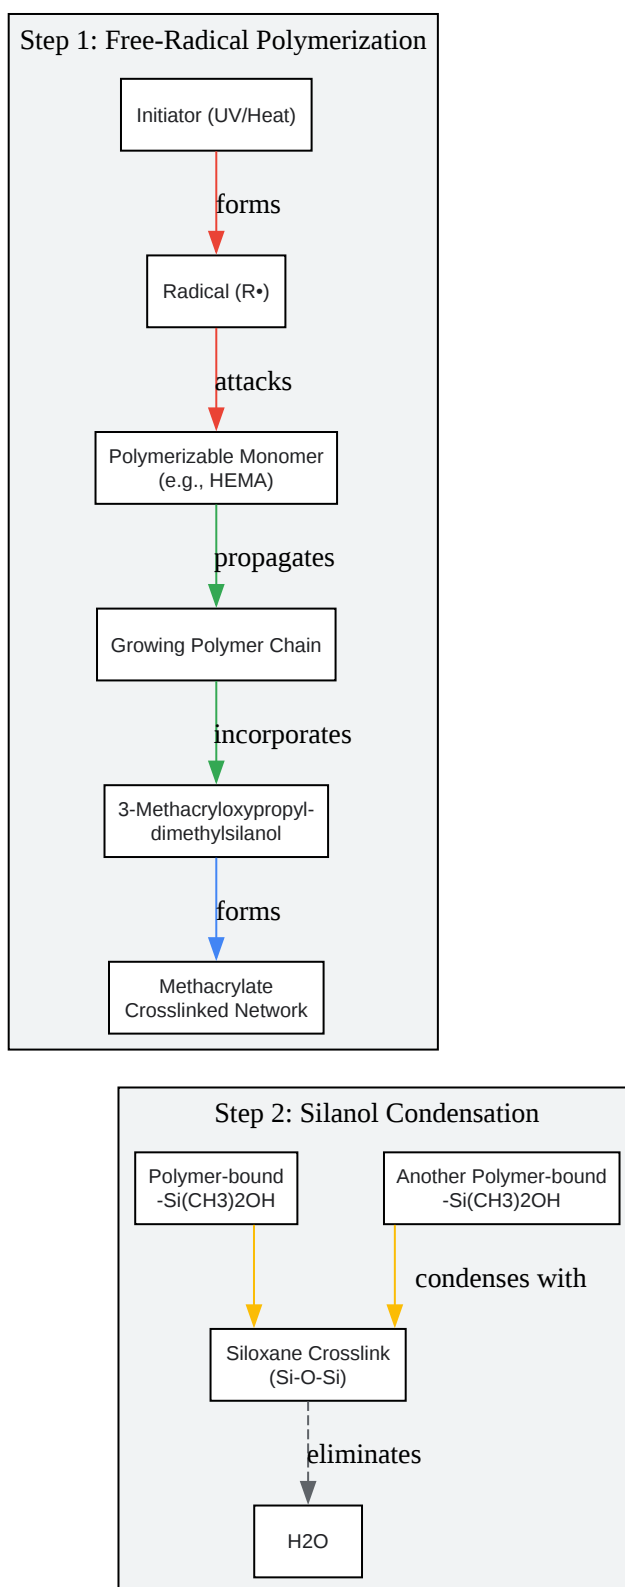 Step 1: Free-Radical Polymerization
Initiator (UV/Heat)
forms
Radical (R•)
attacks
Polymerizable Monomer
(e.g., HEMA)
propagates
Growing Polymer Chain
incorporates
3-Methacryloxypropyl-
dimethylsilanol
forms
Methacrylate
Crosslinked Network
Step 2: Silanol Condensation
Polymer-bound
-Si(CH3)2OH
Another Polymer-bound
-Si(CH3)2OH
condenses with
Siloxane Crosslink
(Si-O-Si)
eliminates
H2O